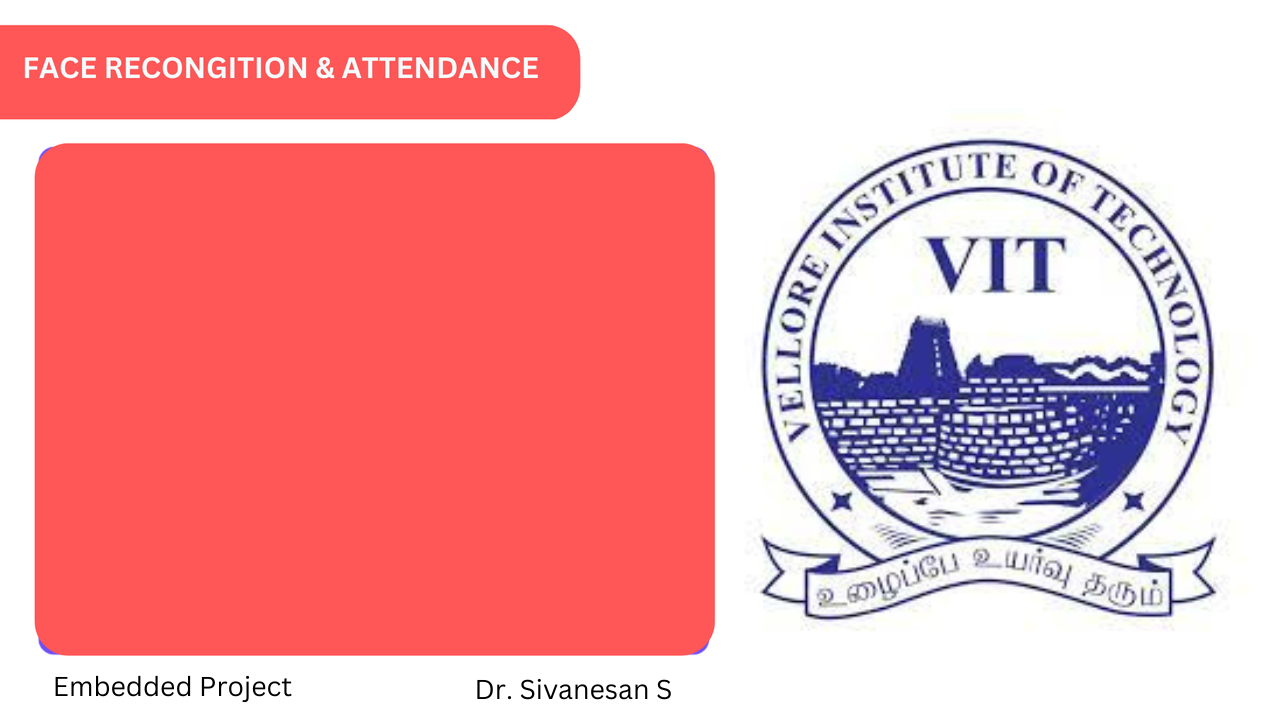 FACE RECONGITION & ATTENDANCE
VELLORE INSTITUTE OF TECHNOLOGY
VIT
உழைப்பே உயர்வு தரும்
Embedded Project
Dr. Sivanesan S